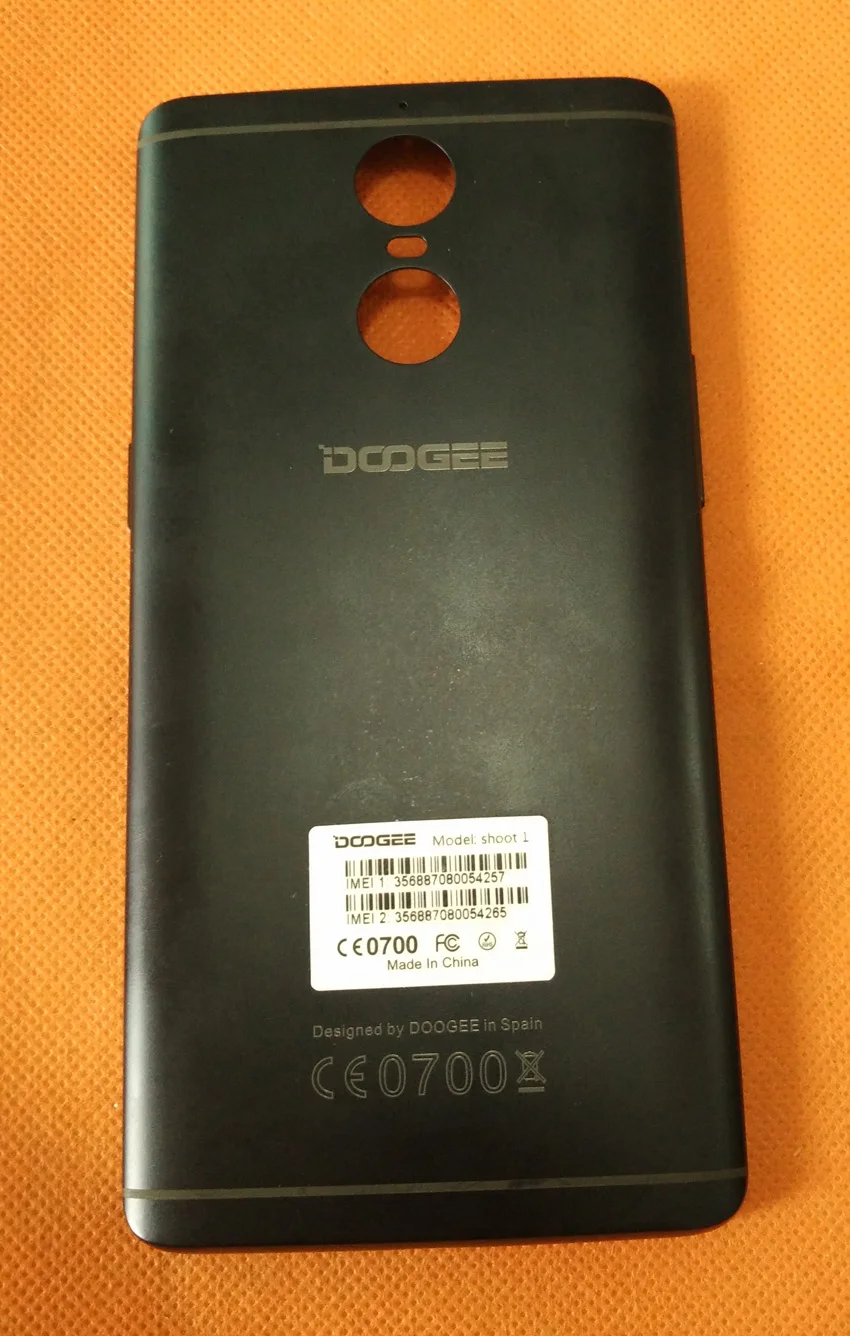 DOOGEE
DOOGEE Model: shoot 1
IMEI 1: 356887080054257
IMEI 2: 356887080054265
CE0700 FC
Made In China
Designed by DOOGEE in Spain
CE0700